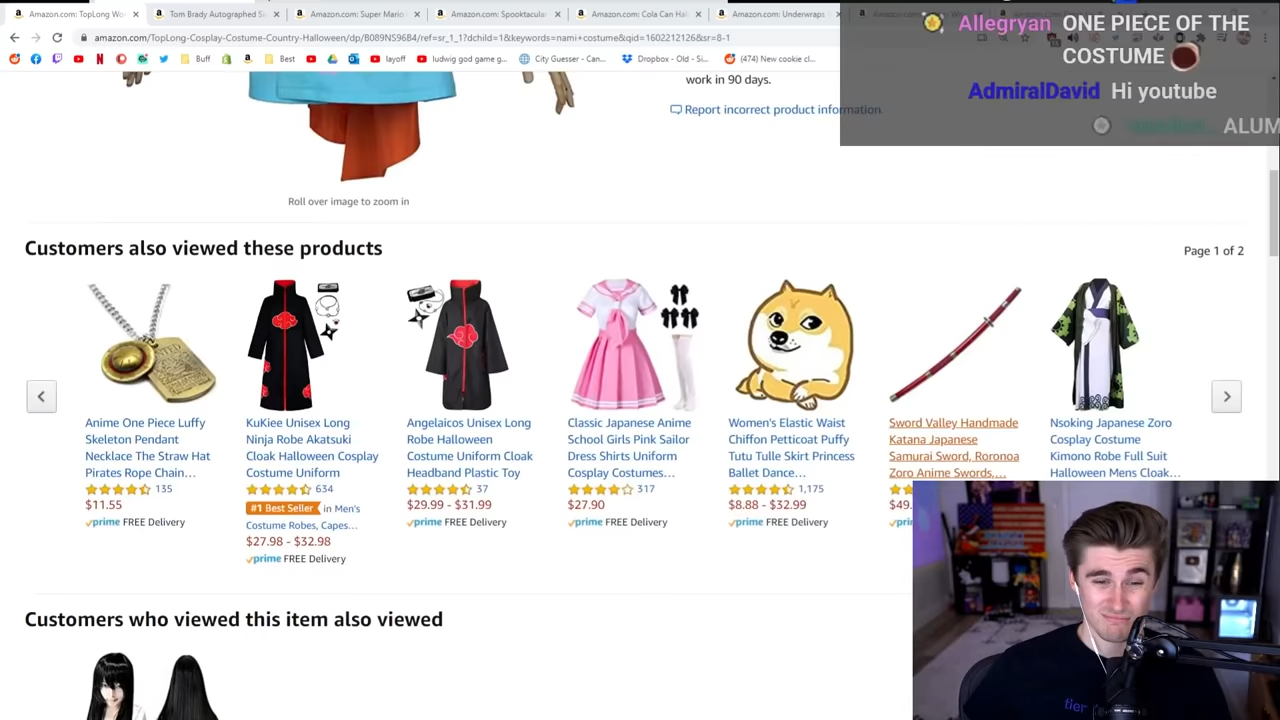 Amazon.com: TopLong Wo
Tom Brady Autographed S
Amazon.com: Super Mario
Amazon.com: Spooktacula
Amazon.com: Cola Can Ha
Amazon.com: Underwraps
amazon.com/TopLong-Cosplay-Costume-Country-Halloween/dp/B089NS96B4/ref=sr_1_1?dchild=1&keywords=nami+costume&qid=1602212126&sr=8-1
Buff
Best
layoff
ludwig god game g...
City Guesser - Can...
Dropbox - Old - Si...
(474) New cookie cl...
Allegryan ONE PIECE OF THE
COSTUME
AdmiralDavid Hi youtube
ALUM
work in 90 days.
Report incorrect product information.
Roll over image to zoom in
Customers also viewed these products
Page 1 of 2
Anime One Piece Luffy
Skeleton Pendant
Necklace The Straw Hat
Pirates Rope Chain...
135
$11.55
prime FREE Delivery
KuKiee Unisex Long
Ninja Robe Akatsuki
Cloak Halloween Cosplay
Costume Uniform
634
#1 Best Seller in Men's
Costume Robes, Capes...
$27.98 - $32.98
prime FREE Delivery
Angelaicos Unisex Long
Robe Halloween
Costume Uniform Cloak
Headband Plastic Toy
37
$29.99 - $31.99
prime FREE Delivery
Classic Japanese Anime
School Girls Pink Sailor
Dress Shirts Uniform
Cosplay Costumes...
317
$27.90
prime FREE Delivery
Women's Elastic Waist
Chiffon Petticoat Puffy
Tutu Tulle Skirt Princess
Ballet Dance...
1,175
$8.88 - $32.99
prime FREE Delivery
Sword Valley Handmade
Katana Japanese
Samurai Sword, Roronoa
Zoro Anime Swords,...
$49.
Nsoking Japanese Zoro
Cosplay Costume
Kimono Robe Full Suit
Halloween Mens Cloak...
Customers who viewed this item also viewed
tier